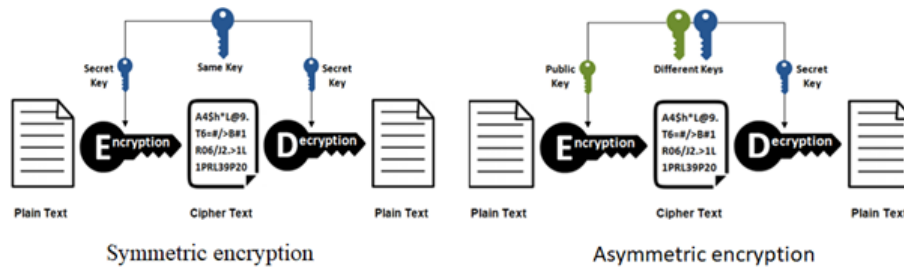 Secret
Key
Same Key
Secret
Key
Encryption
A4$h*L@9.
T6=#/>B#1
R06/J2.>1L
1PRL39P20
Decryption
Plain Text
Cipher Text
Plain Text
Symmetric encryption
Public
Key
Different Keys
Secret
Key
Encryption
A4$h*L@9.
T6=#/>B#1
R06/J2.>1L
1PRL39P20
Decryption
Plain Text
Cipher Text
Plain Text
Asymmetric encryption